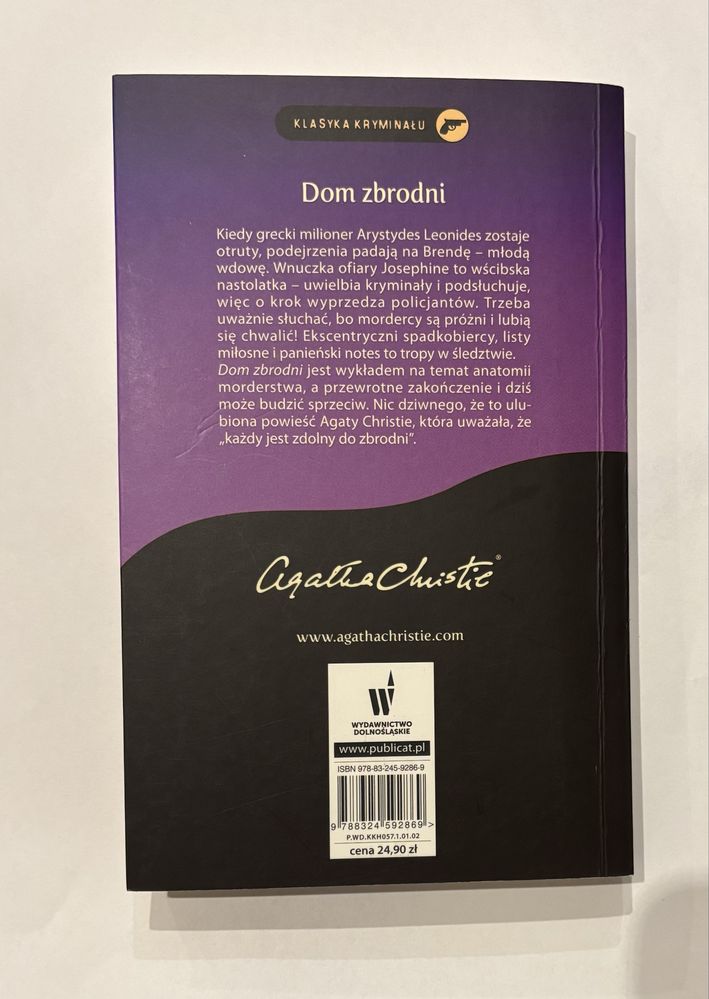 KLASYKA KRYMINAŁU
Dom zbrodni
Kiedy grecki milioner Arystydes Leonides zostaje
otruty, podejrzenia padają na Brendę – młodą
wdowę. Wnuczka ofiary Josephine to wścibska
nastolatka – uwielbia kryminały i podsłuchuje,
więc o krok wyprzedza policjantów. Trzeba
uważnie słuchać, bo mordercy są próżni i lubią
się chwalić! Ekscentryczni spadkobiercy, listy
miłosne i panieński notes to tropy w śledztwie.
Dom zbrodni jest wykładem na temat anatomii
morderstwa, a przewrotne zakończenie i dziś
może budzić sprzeciw. Nic dziwnego, że to ulu-
biona powieść Agaty Christie, która uważała, że
„każdy jest zdolny do zbrodni”.
Agatha Christie®
www.agathachristie.com
W
WYDAWNICTWO
DOLNOŚLĄSKIE
www.publicat.pl
ISBN 978-83-245-9286-9
9 788324 592869 >
P.WD.KKH057.1.01.02
cena 24,90 zł